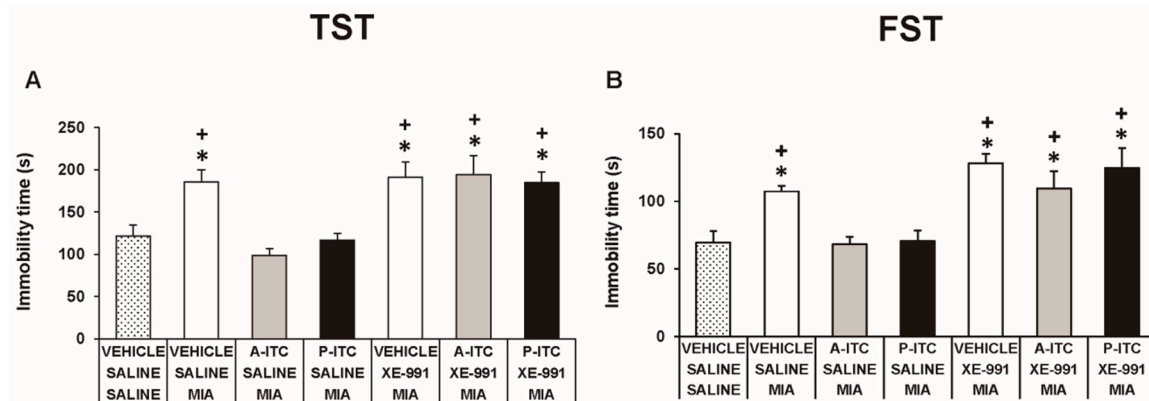 TST
FST
A
B
Immobility time (s)
250
200
150
100
50
0
+ + + +
* * * *
VEHICLE VEHICLE A-ITC P-ITC VEHICLE A-ITC P-ITC
SALINE SALINE SALINE SALINE XE-991 XE-991 XE-991
SALINE MIA MIA MIA MIA MIA MIA
Immobility time (s)
150
100
50
0
+ + + +
* * * *
VEHICLE VEHICLE A-ITC P-ITC VEHICLE A-ITC P-ITC
SALINE SALINE SALINE SALINE XE-991 XE-991 XE-991
SALINE MIA MIA MIA MIA MIA MIA